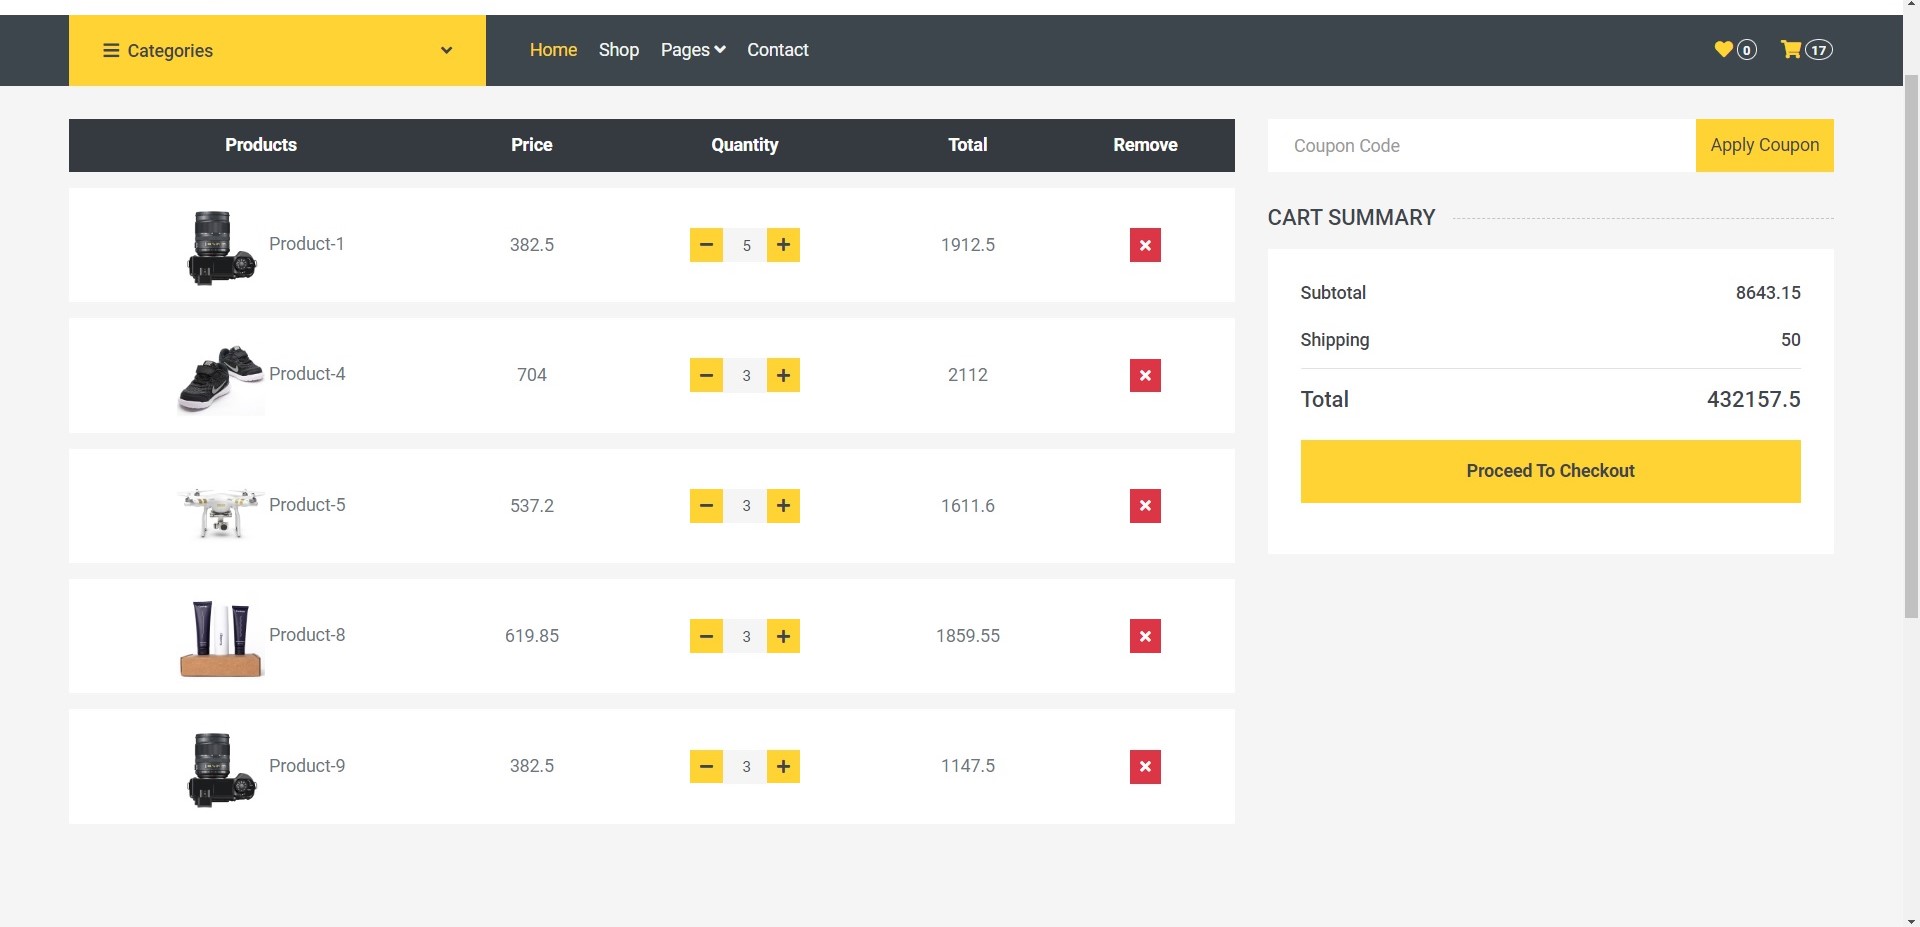 Categories
Home Shop Pages Contact
0 17
Products Price Quantity Total Remove
Coupon Code Apply Coupon
Product-1 382.5 5 1912.5
Product-4 704 3 2112
Product-5 537.2 3 1611.6
Product-8 619.85 3 1859.55
Product-9 382.5 3 1147.5
CART SUMMARY
Subtotal 8643.15
Shipping 50
Total 432157.5
Proceed To Checkout